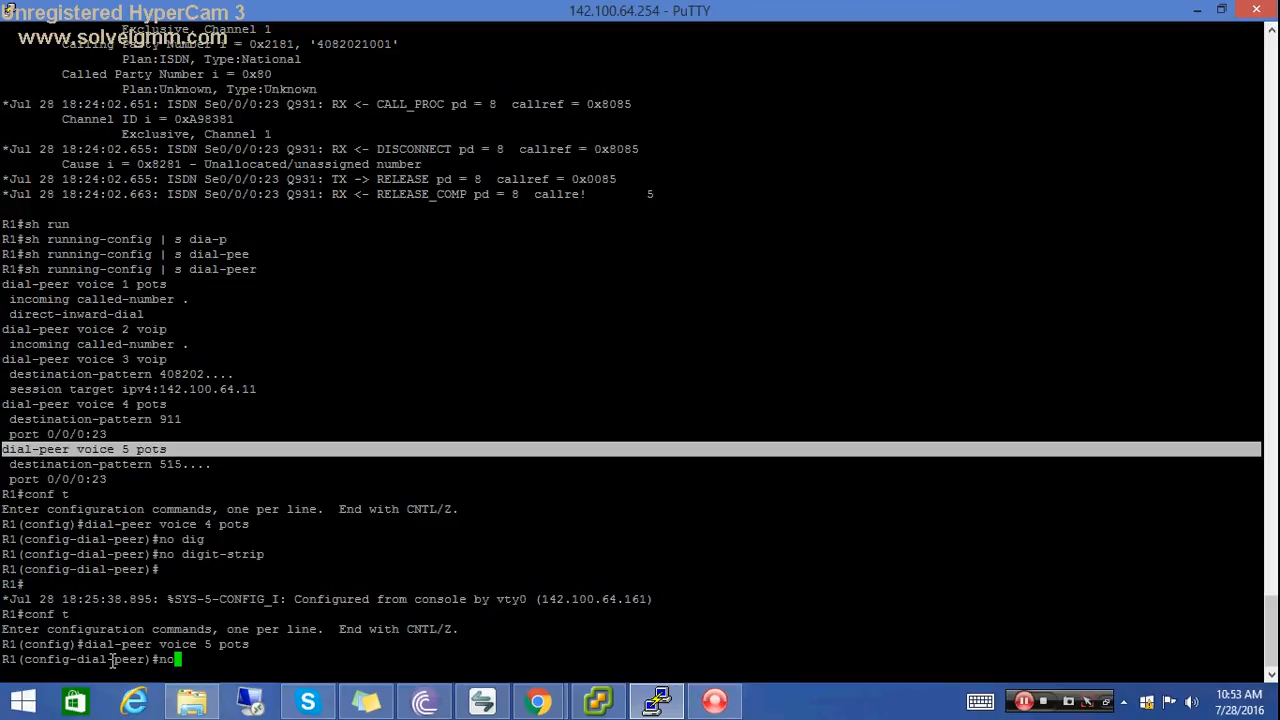 Unregistered HyperCam 3
142.100.64.254 - PuTTY
Exclusive, Channel 1
www.solveigmm.com
Calling Party Number i = 0x2181, '4082021001'
Plan:ISDN, Type:National
Called Party Number i = 0x80
Plan:Unknown, Type:Unknown
*Jul 28 18:24:02.651: ISDN Se0/0/0:23 Q931: RX <- CALL_PROC pd = 8  callref = 0x8085
Channel ID i = 0xA98381
Exclusive, Channel 1
*Jul 28 18:24:02.655: ISDN Se0/0/0:23 Q931: RX <- DISCONNECT pd = 8  callref = 0x8085
Cause i = 0x8281 - Unallocated/unassigned number
*Jul 28 18:24:02.655: ISDN Se0/0/0:23 Q931: TX -> RELEASE pd = 8  callref = 0x0085
*Jul 28 18:24:02.663: ISDN Se0/0/0:23 Q931: RX <- RELEASE_COMP pd = 8  callre!        5
R1#sh run
R1#sh running-config | s dia-p
R1#sh running-config | s dial-pee
R1#sh running-config | s dial-peer
dial-peer voice 1 pots
incoming called-number .
direct-inward-dial
dial-peer voice 2 voip
incoming called-number .
dial-peer voice 3 voip
destination-pattern 408202....
session target ipv4:142.100.64.11
dial-peer voice 4 pots
destination-pattern 911
port 0/0/0:23
dial-peer voice 5 pots
destination-pattern 515....
port 0/0/0:23
R1#conf t
Enter configuration commands, one per line.  End with CNTL/Z.
R1(config)#dial-peer voice 4 pots
R1(config-dial-peer)#no dig
R1(config-dial-peer)#no digit-strip
R1(config-dial-peer)#
R1#
*Jul 28 18:25:38.895: %SYS-5-CONFIG_I: Configured from console by vty0 (142.100.64.161)
R1#conf t
Enter configuration commands, one per line.  End with CNTL/Z.
R1(config)#dial-peer voice 5 pots
R1(config-dial-peer)#no
10:53 AM
7/28/2016